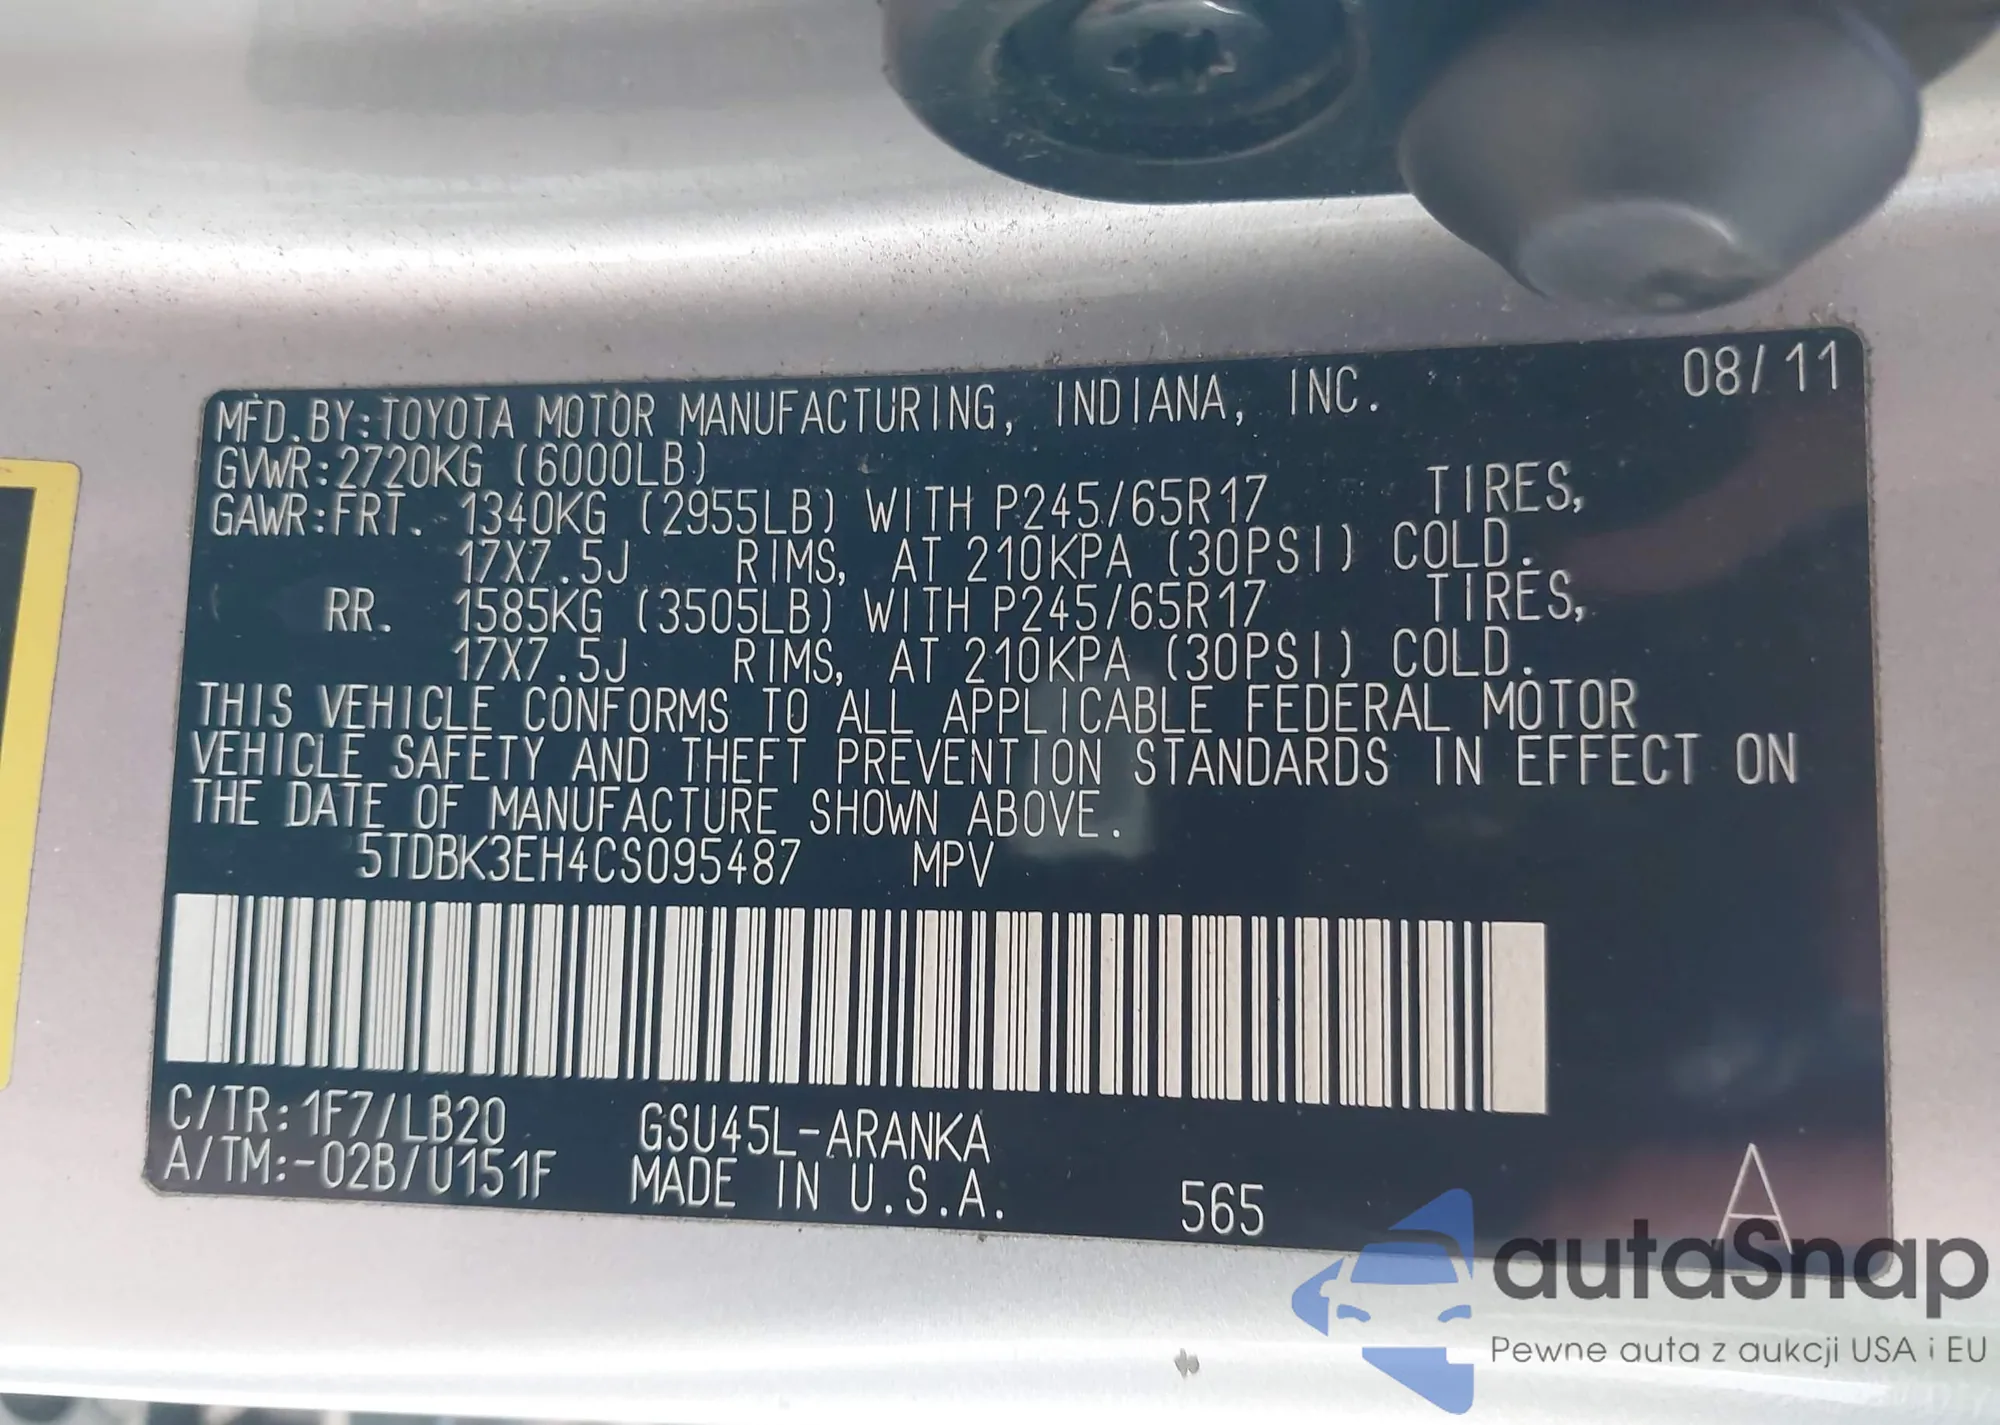 08/11
MFD. BY: TOYOTA MOTOR MANUFACTURING, INDIANA, INC.
GVWR: 2720KG (6000LB)
GAWR: FRT. 1340KG (2955LB) WITH P245/65R17 TIRES,
17X7.5J RIMS, AT 210KPA (30PSI) COLD.
RR. 1585KG (3505LB) WITH P245/65R17 TIRES,
17X7.5J RIMS, AT 210KPA (30PSI) COLD.
THIS VEHICLE CONFORMS TO ALL APPLICABLE FEDERAL MOTOR
VEHICLE SAFETY AND THEFT PREVENTION STANDARDS IN EFFECT ON
THE DATE OF MANUFACTURE SHOWN ABOVE.
5TDBK3EH4CS095487 MPV
C/TR: 1F7/LB20 GSU45L-ARANKA
A/TM: -02B/U151F MADE IN U.S.A. 565 A
autaSnap
Pewne auta z aukcji USA i EU